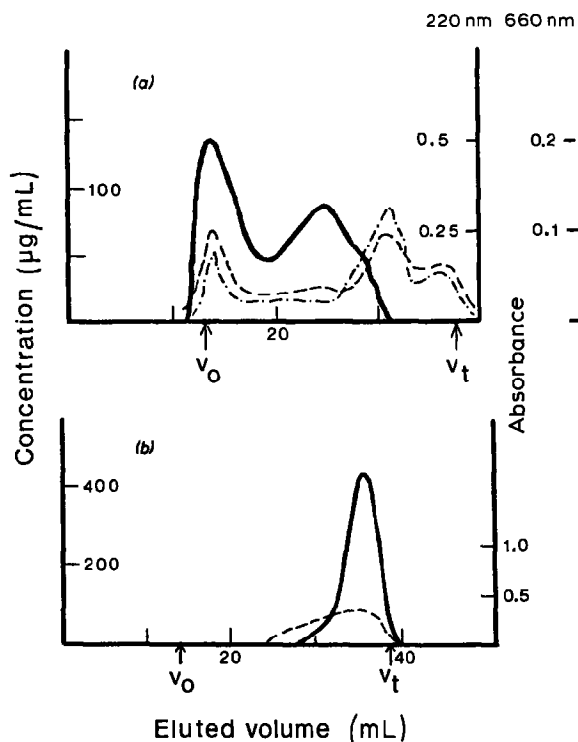 220 nm 660 nm
(a)
100
0.5
0.2
0.25
0.1
20
Vo
Vt
Concentration (µg/mL)
Absorbance
(b)
400
200
1.0
0.5
20
40
Vo
Vt
Eluted volume (mL)